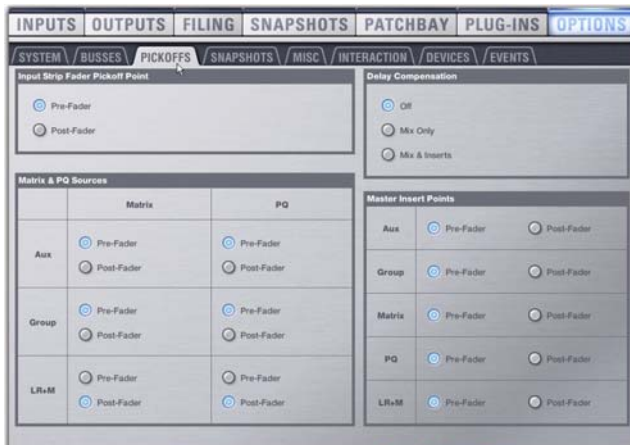 INPUTS OUTPUTS FILING SNAPSHOTS PATCHBAY PLUG-INS OPTIONS
SYSTEM BUSSES PICKOFFS SNAPSHOTS MISC INTERACTION DEVICES EVENTS
Input Strip Fader Pickoff Point
Pre-Fader
Post-Fader
Delay Compensation
Off
Mix Only
Mix & Inserts
Matrix & PQ Sources
Matrix PQ
Aux
Pre-Fader Pre-Fader
Post-Fader Post-Fader
Group
Pre-Fader Pre-Fader
Post-Fader Post-Fader
LR+M
Pre-Fader Pre-Fader
Post-Fader Post-Fader
Master Insert Points
Aux Pre-Fader Post-Fader
Group Pre-Fader Post-Fader
Matrix Pre-Fader Post-Fader
PQ Pre-Fader Post-Fader
LR+M Pre-Fader Post-Fader